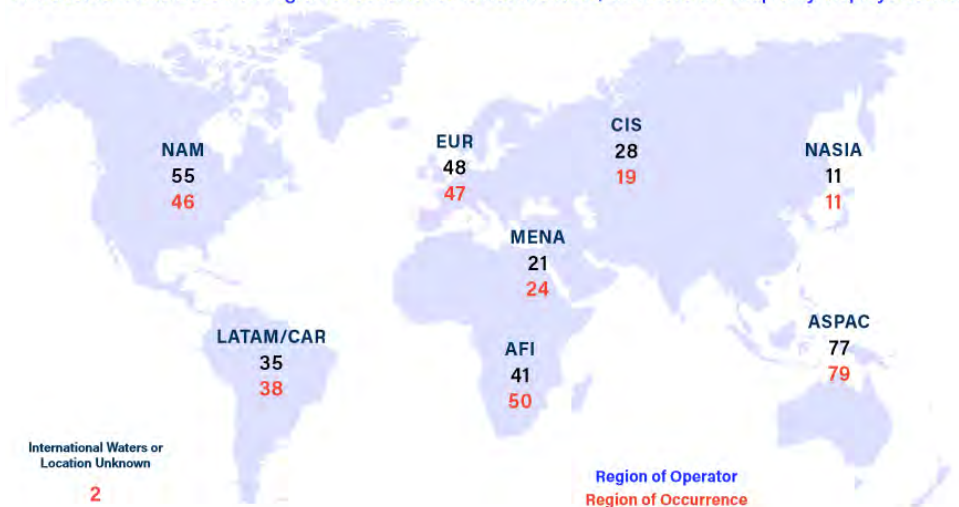 NAM
55
46
EUR
48
47
CIS
28
19
NASIA
11
11
MENA
21
24
LATAM/CAR
35
38
AFI
41
50
ASPAC
77
79
International Waters or
Location Unknown
2
Region of Operator
Region of Occurrence